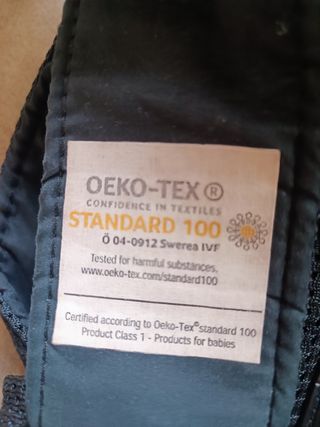 OEKO-TEX®
CONFIDENCE IN TEXTILES
STANDARD 100
Ö 04-0912 Swerea IVF
Tested for harmful substances.
www.oeko-tex.com/standard100
Certified according to Oeko-Tex® standard 100
Product Class 1 - Products for babies